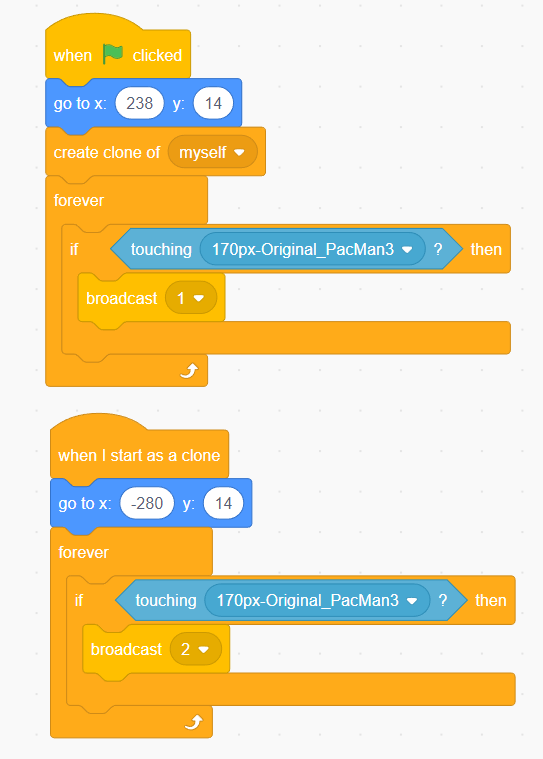 when clicked
go to x: 238 y: 14
create clone of myself
forever
if touching 170px-Original_PacMan3 ? then
broadcast 1
when I start as a clone
go to x: -280 y: 14
forever
if touching 170px-Original_PacMan3 ? then
broadcast 2